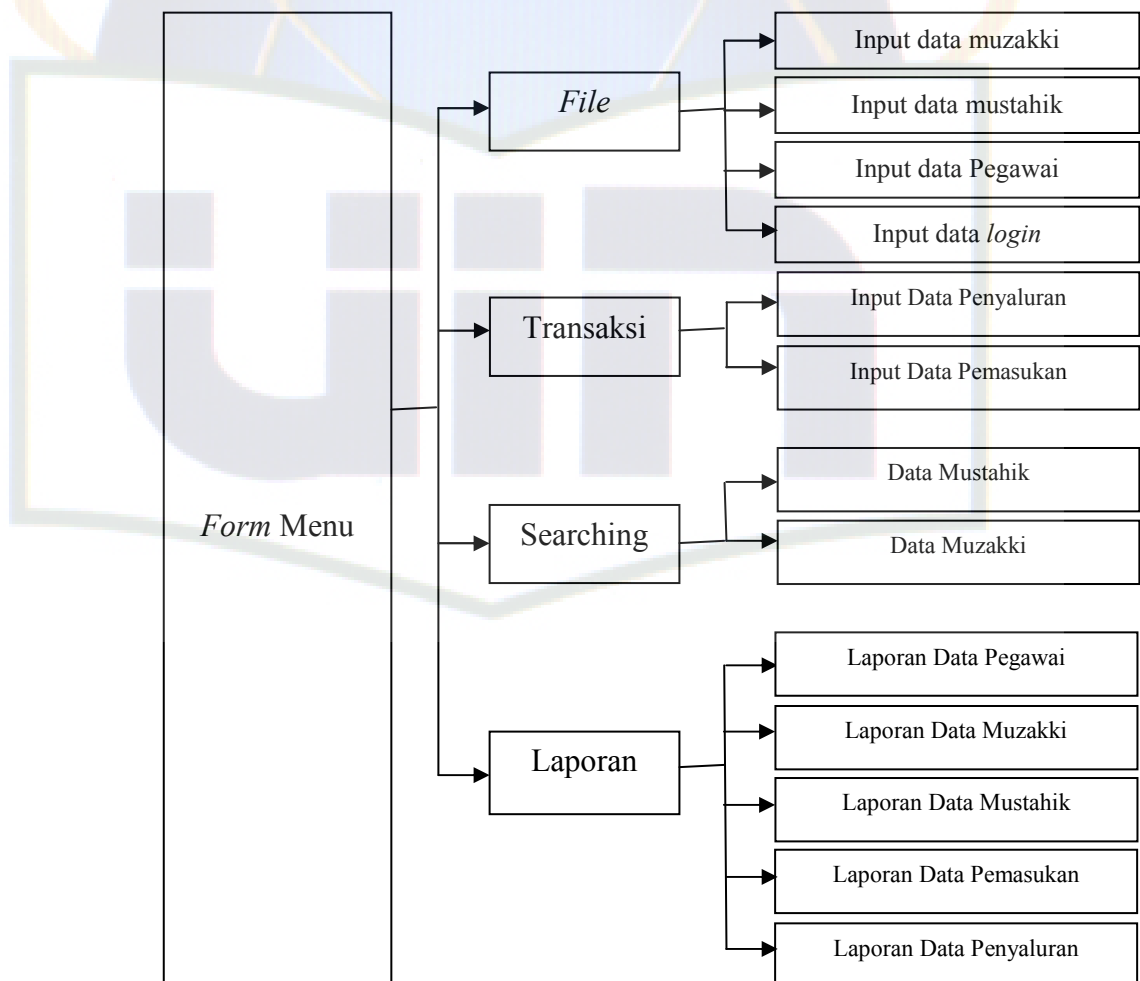 Form Menu
File
Input data muzakki
Input data mustahik
Input data Pegawai
Input data login
Transaksi
Input Data Penyaluran
Input Data Pemasukan
Searching
Data Mustahik
Data Muzakki
Laporan
Laporan Data Pegawai
Laporan Data Muzakki
Laporan Data Mustahik
Laporan Data Pemasukan
Laporan Data Penyaluran
uin